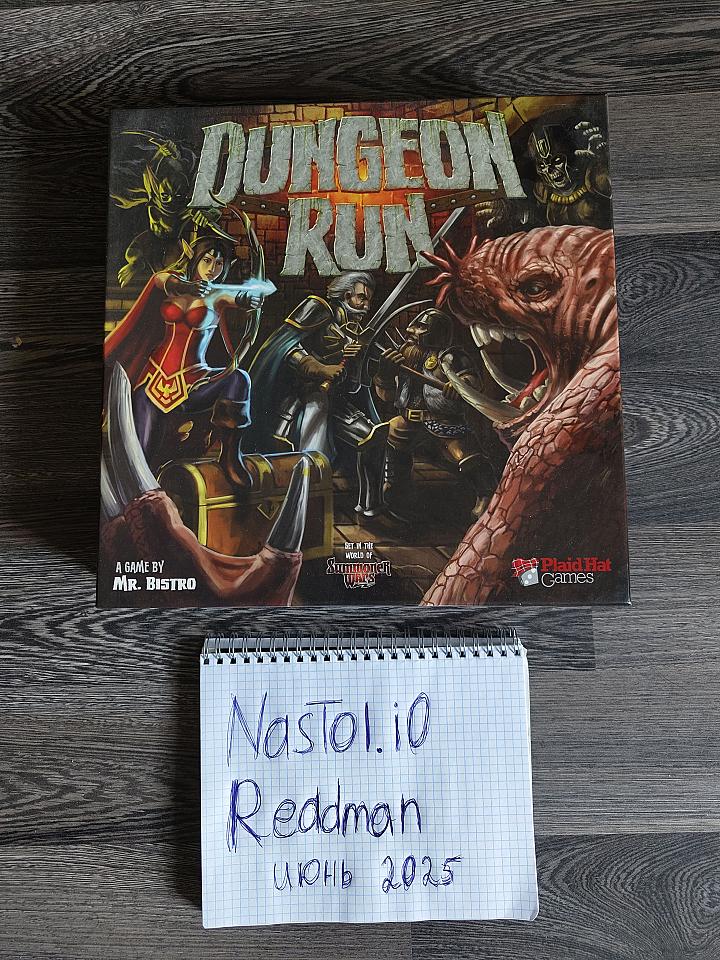 DUNGEON
RUN
A GAME BY
MR. BISTRO
SET IN THE
WORLD OF
Summoner
Wars
Plaid Hat
Games
Nastol.iO
Reddman
июнь 2025